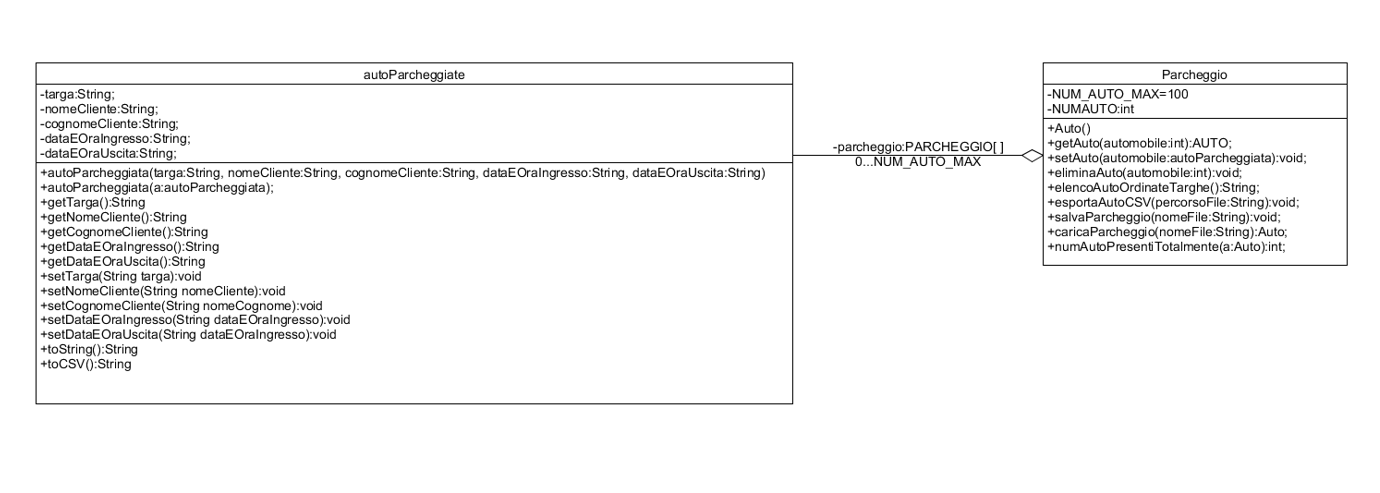 autoParcheggiate
-targa:String;
-nomeCliente:String;
-cognomeCliente:String;
-dataEOraIngresso:String;
-dataEOraUscita:String;
+autoParcheggiata(targa:String, nomeCliente:String, cognomeCliente:String, dataEOraIngresso:String, dataEOraUscita:String)
+autoParcheggiata(a:autoParcheggiata);
+getTarga():String
+getNomeCliente():String
+getCognomeCliente():String
+getDataEOraIngresso():String
+getDataEOraUscita():String
+setTarga(String targa):void
+setNomeCliente(String nomeCliente):void
+setCognomeCliente(String nomeCognome):void
+setDataEOraIngresso(String dataEOraIngresso):void
+setDataEOraUscita(String dataEOraIngresso):void
+toString():String
+toCSV():String
-parcheggio:PARCHEGGIO[ ]
0...NUM_AUTO_MAX
Parcheggio
-NUM_AUTO_MAX=100
-NUMAUTO:int
+Auto()
+getAuto(automobile:int):AUTO;
+setAuto(automobile:autoParcheggiata):void;
+eliminaAuto(automobile:int):void;
+elencoAutoOrdinateTarghe():String;
+esportaAutoCSV(percorsoFile:String):void;
+salvaParcheggio(nomeFile:String):void;
+caricaParcheggio(nomeFile:String):Auto;
+numAutoPresentiTotalmente(a:Auto):int;